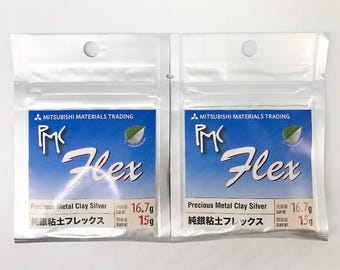 MITSUBISHI MATERIALS TRADING
PMC
Flex
Precious Metal Clay Silver
純銀粘土フレックス
16.7g
15g
MITSUBISHI MATERIALS TRADING
PMC
Flex
Precious Metal Clay Silver
純銀粘土フレックス
16.7g
15g